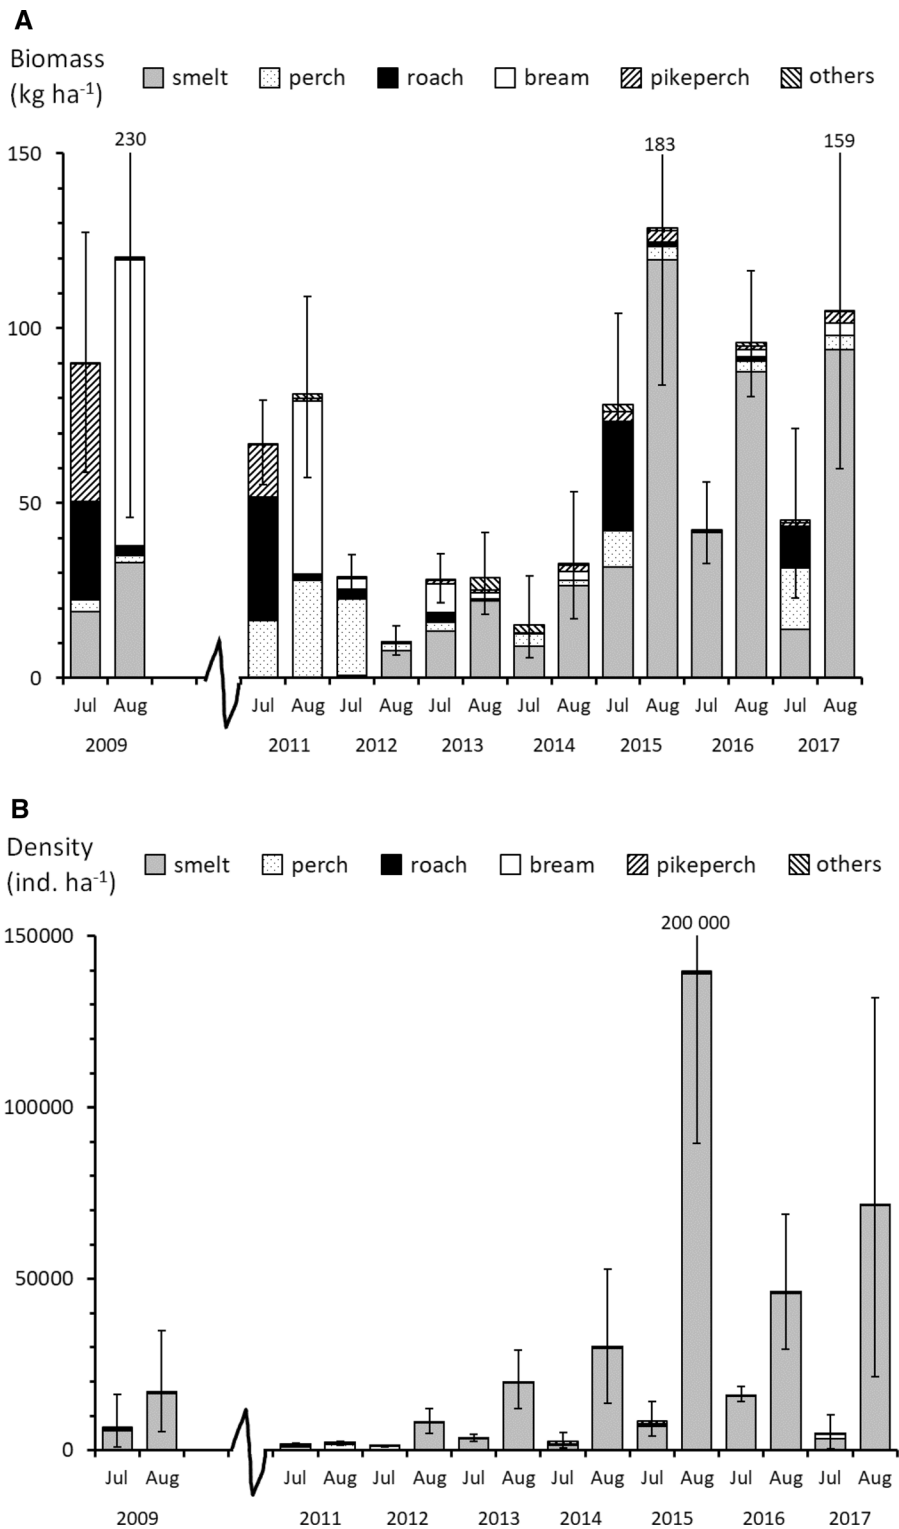 A
Biomass
(kg ha⁻¹)
smelt perch roach bream pikeperch others
230 183 159
150
100
50
0
Jul Aug Jul Aug Jul Aug Jul Aug Jul Aug Jul Aug Jul Aug Jul Aug
2009 2011 2012 2013 2014 2015 2016 2017
B
Density
(ind. ha⁻¹)
smelt perch roach bream pikeperch others
200 000
150000
100000
50000
0
Jul Aug Jul Aug Jul Aug Jul Aug Jul Aug Jul Aug Jul Aug Jul Aug
2009 2011 2012 2013 2014 2015 2016 2017